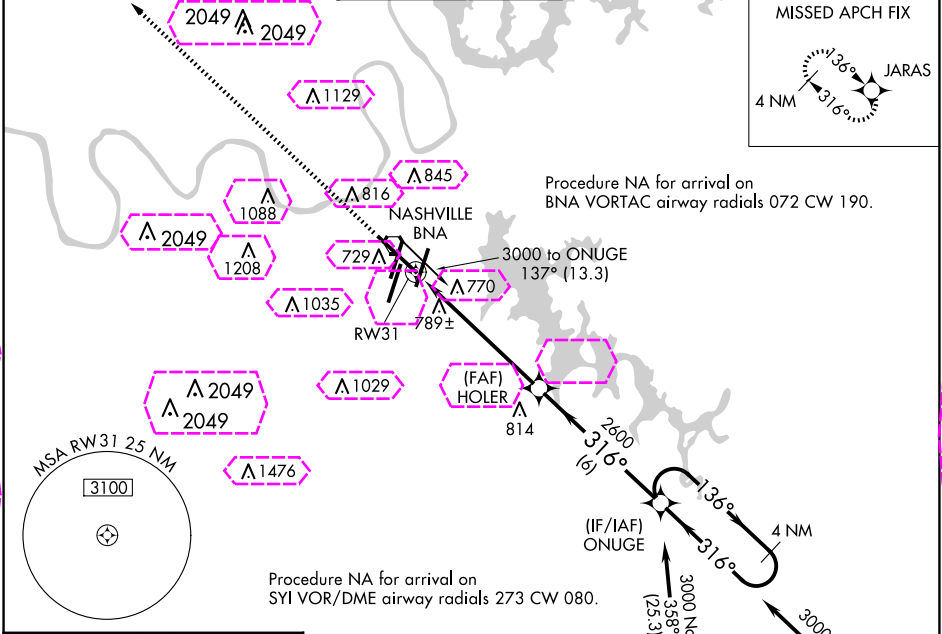 2049
2049
MISSED APCH FIX
136°
JARAS
4 NM
316°
1129
845
816
1088
Procedure NA for arrival on
BNA VORTAC airway radials 072 CW 190.
NASHVILLE
BNA
2049
1208
729
3000 to ONUGE
137° (13.3)
770
1035
789±
RW31
2049
2049
1029
(FAF)
HOLER
814
2600
316°
(6)
MSA RW31 25 NM
3100
1476
136°
(IF/IAF)
ONUGE
4 NM
316°
Procedure NA for arrival on
SYI VOR/DME airway radials 273 CW 080.
358°
(25.3)
3000